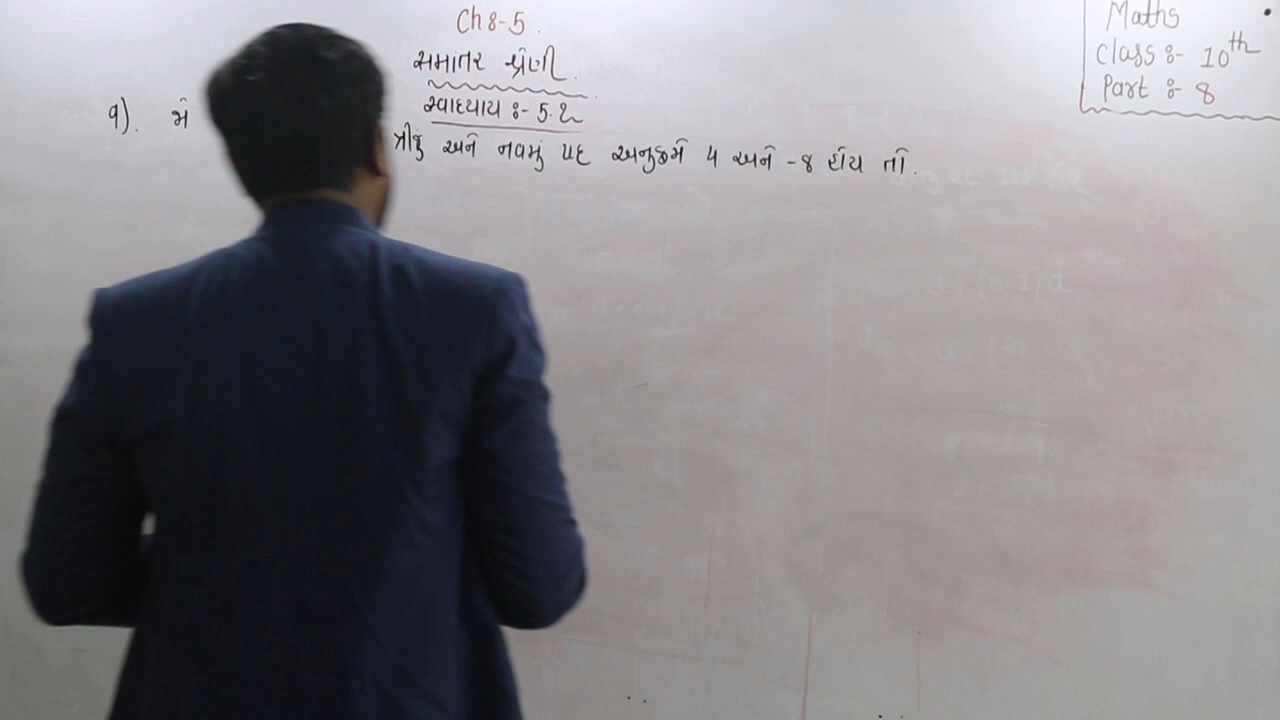 Ch 8-5.
સમાંતર શ્રેણી.
સ્વાધ્યાય :- 5.2
૧). જો
ત્રીજુ અને નવમું પદ અનુક્રમે 4 અને -8 હોય તો.
Maths
Class :- 10th
Part :- 8